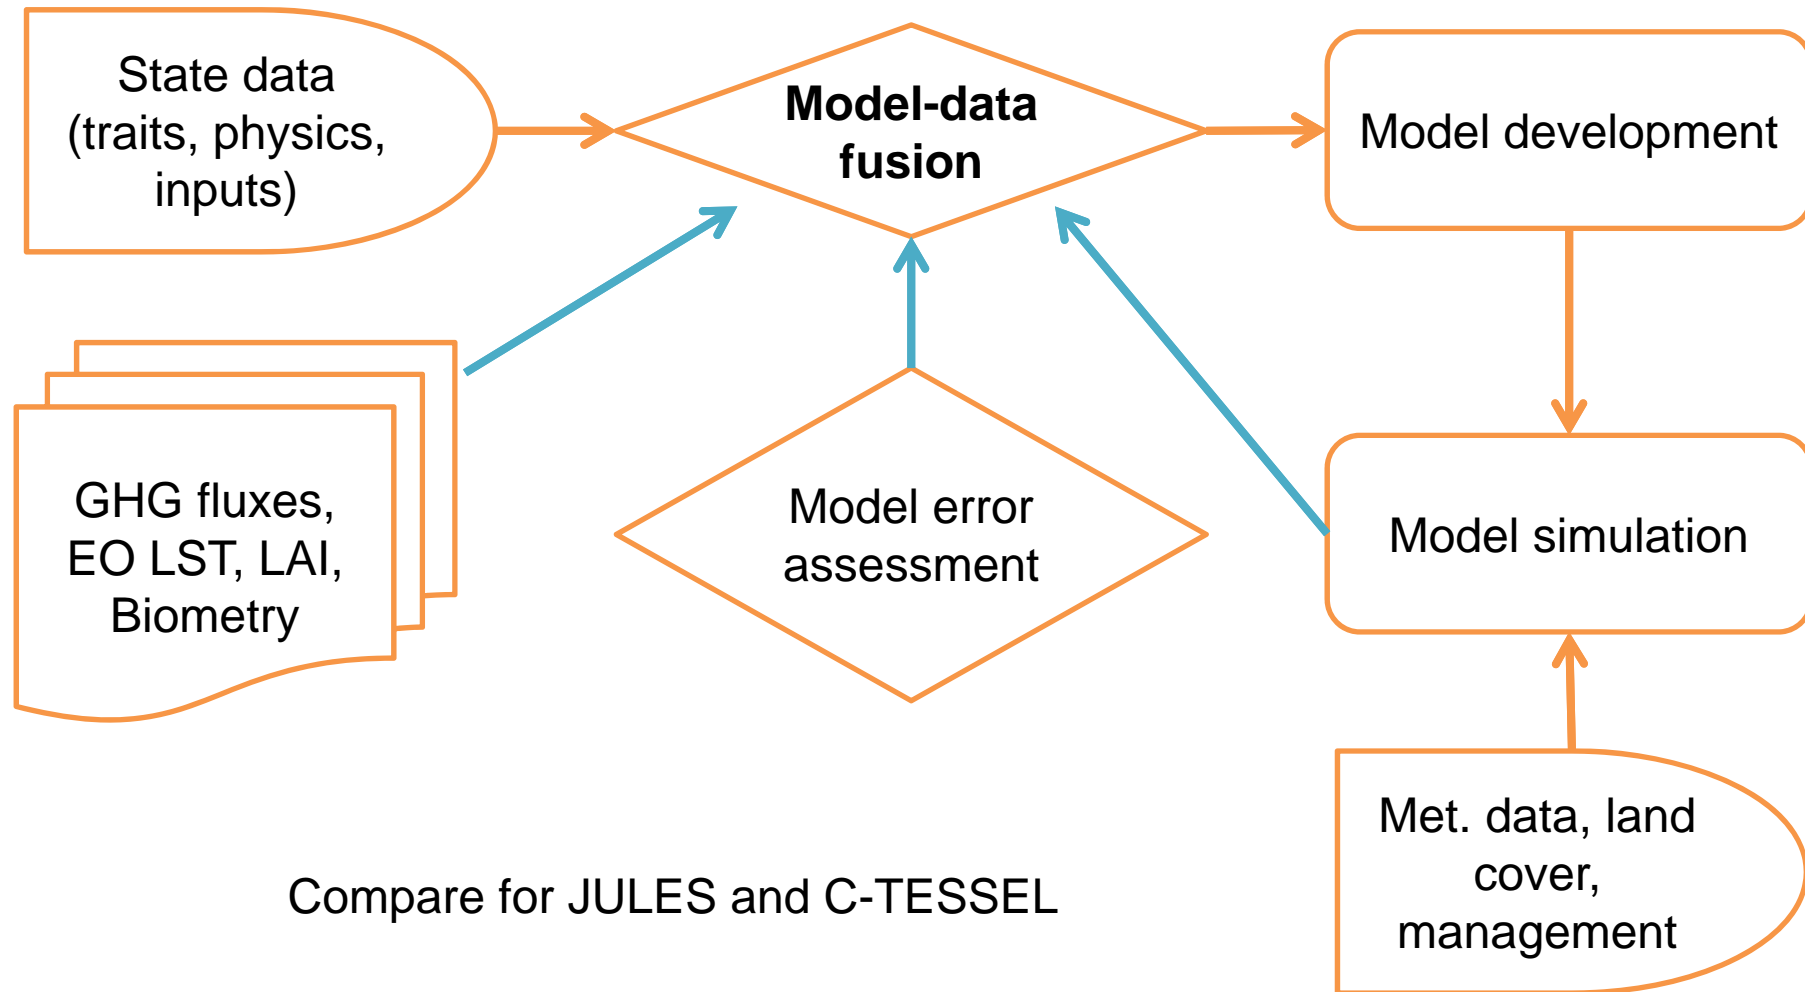 State data
(traits, physics,
inputs)
Model-data
fusion
Model development
GHG fluxes,
EO LST, LAI,
Biometry
Model error
assessment
Model simulation
Met. data, land
cover,
management
Compare for JULES and C-TESSEL